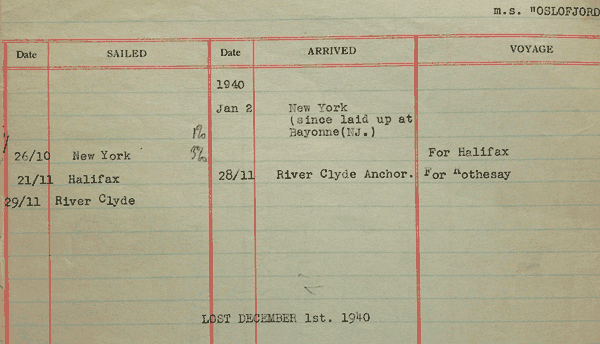 m.s. "OSLOFJORD
Date SAILED Date ARRIVED VOYAGE
1940
Jan 2 New York
(since laid up at
Bayonne(NJ.)
26/10 New York For Halifax
21/11 Halifax 28/11 River Clyde Anchor. For Rothesay
29/11 River Clyde
LOST DECEMBER 1st. 1940